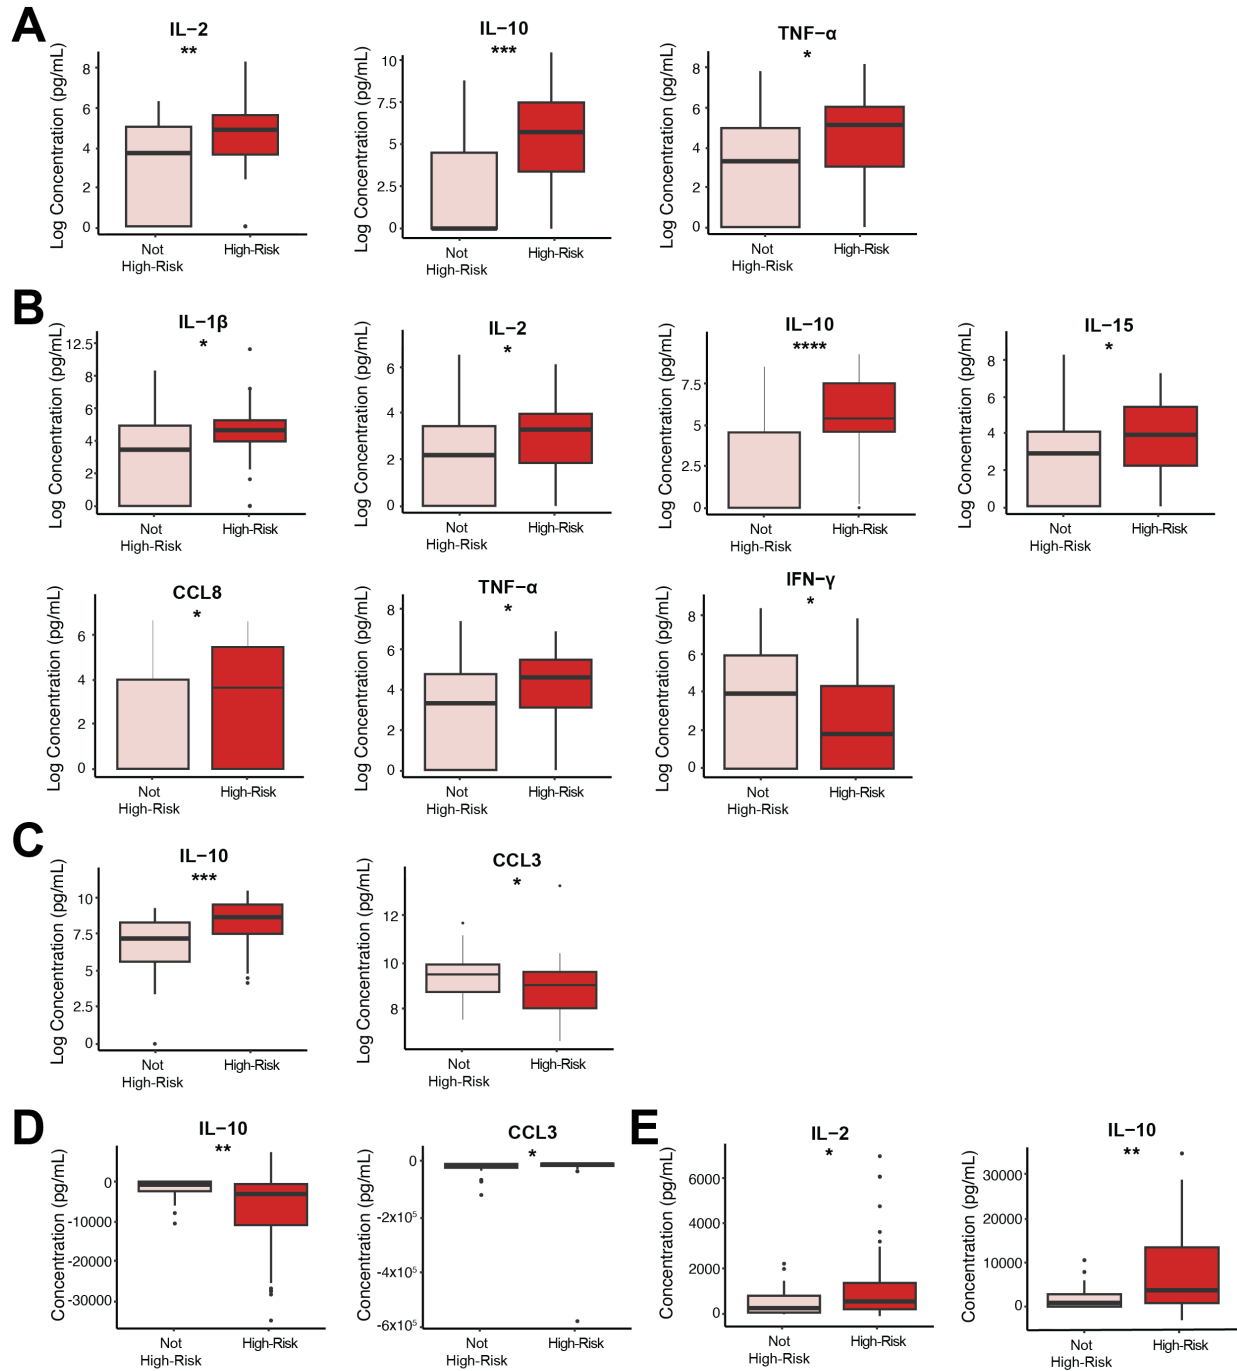 A
IL−2
**
Log Concentration (pg/mL)
8
6
4
2
0
Not
High-Risk
High-Risk
IL−10
***
Log Concentration (pg/mL)
10
7.5
5
2.5
0
Not
High-Risk
High-Risk
TNF−α
*
Log Concentration (pg/mL)
8
6
4
2
0
Not
High-Risk
High-Risk
B
IL−1β
*
Log Concentration (pg/mL)
12.5
8
6
4
2
0
Not
High-Risk
High-Risk
IL−2
*
Log Concentration (pg/mL)
6
4
2
0
Not
High-Risk
High-Risk
IL−10
****
Log Concentration (pg/mL)
7.5
5
2.5
0
Not
High-Risk
High-Risk
IL−15
*
Log Concentration (pg/mL)
8
6
4
2
0
Not
High-Risk
High-Risk
CCL8
*
Log Concentration (pg/mL)
6
4
2
0
Not
High-Risk
High-Risk
TNF−α
*
Log Concentration (pg/mL)
8
6
4
2
0
Not
High-Risk
High-Risk
IFN−γ
*
Log Concentration (pg/mL)
8
6
4
2
0
Not
High-Risk
High-Risk
C
IL−10
***
Log Concentration (pg/mL)
10
7.5
5
2.5
0
Not
High-Risk
High-Risk
CCL3
*
Log Concentration (pg/mL)
12
10
8
Not
High-Risk
High-Risk
D
IL−10
**
Concentration (pg/mL)
0
-10000
-20000
-30000
Not
High-Risk
High-Risk
CCL3
*
Concentration (pg/mL)
0
-2x10⁵
-4x10⁵
-6x10⁵
Not
High-Risk
High-Risk
E
IL−2
*
Concentration (pg/mL)
6000
4000
2000
0
Not
High-Risk
High-Risk
IL−10
**
Concentration (pg/mL)
30000
20000
10000
0
Not
High-Risk
High-Risk